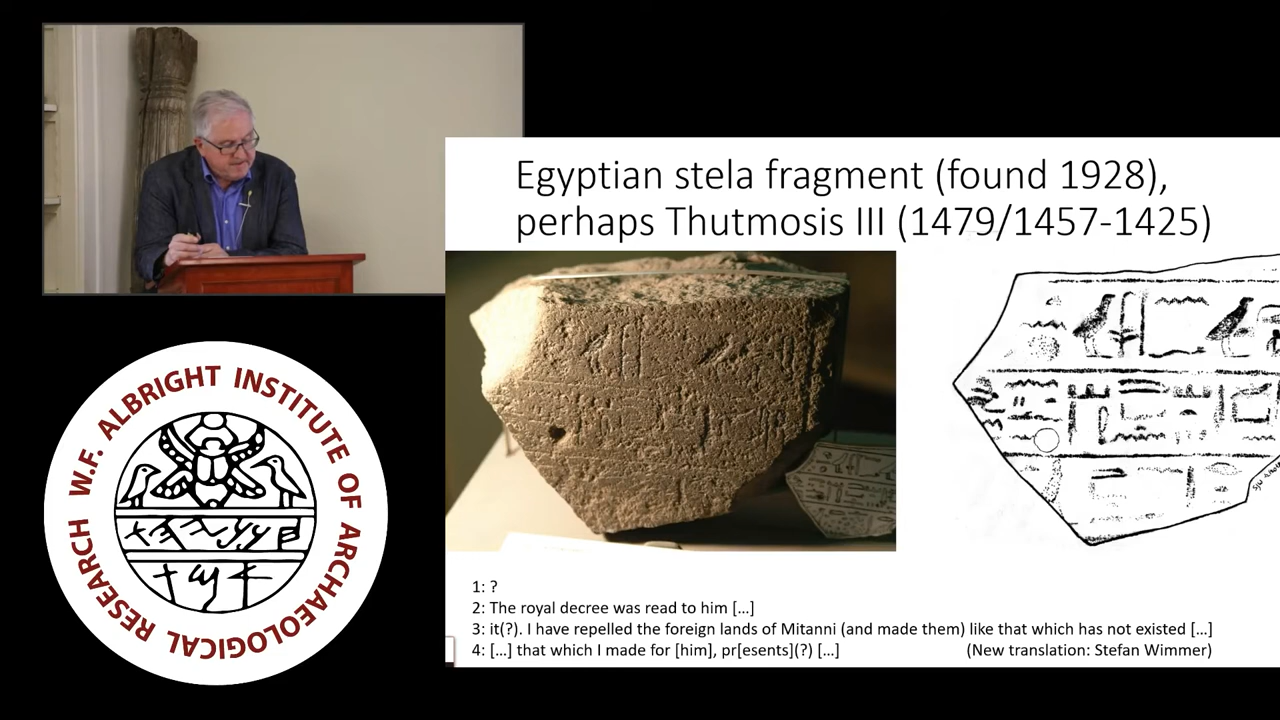 Egyptian stela fragment (found 1928),
perhaps Thutmosis III (1479/1457-1425)
W.F. ALBRIGHT INSTITUTE OF ARCHAEOLOGICAL RESEARCH
1: ?
2: The royal decree was read to him [...]
3: it(?). I have repelled the foreign lands of Mitanni (and made them) like that which has not existed [...]
4: [...] that which I made for [him], pr[esents](?) [...]
(New translation: Stefan Wimmer)